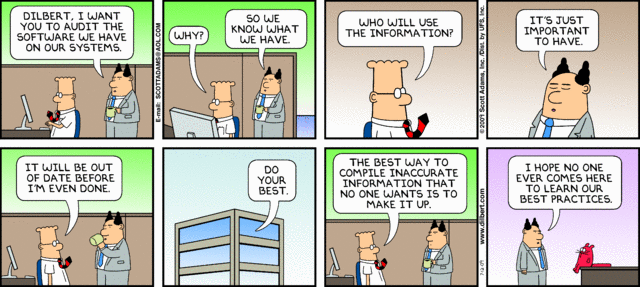 DILBERT, I WANT
YOU TO AUDIT THE
SOFTWARE WE HAVE
ON OUR SYSTEMS.
WHY?
SO WE
KNOW WHAT
WE HAVE.
E-mail: SCOTTADAMS@AOL.COM
WHO WILL USE
THE INFORMATION?
©2009 Scott Adams, Inc./Dist. by UFS, Inc.
IT'S JUST
IMPORTANT
TO HAVE.
IT WILL BE OUT
OF DATE BEFORE
I'M EVEN DONE.
DO
YOUR
BEST.
THE BEST WAY TO
COMPILE INACCURATE
INFORMATION THAT
NO ONE WANTS IS TO
MAKE IT UP.
www.dilbert.com
I HOPE NO ONE
EVER COMES HERE
TO LEARN OUR
BEST PRACTICES.